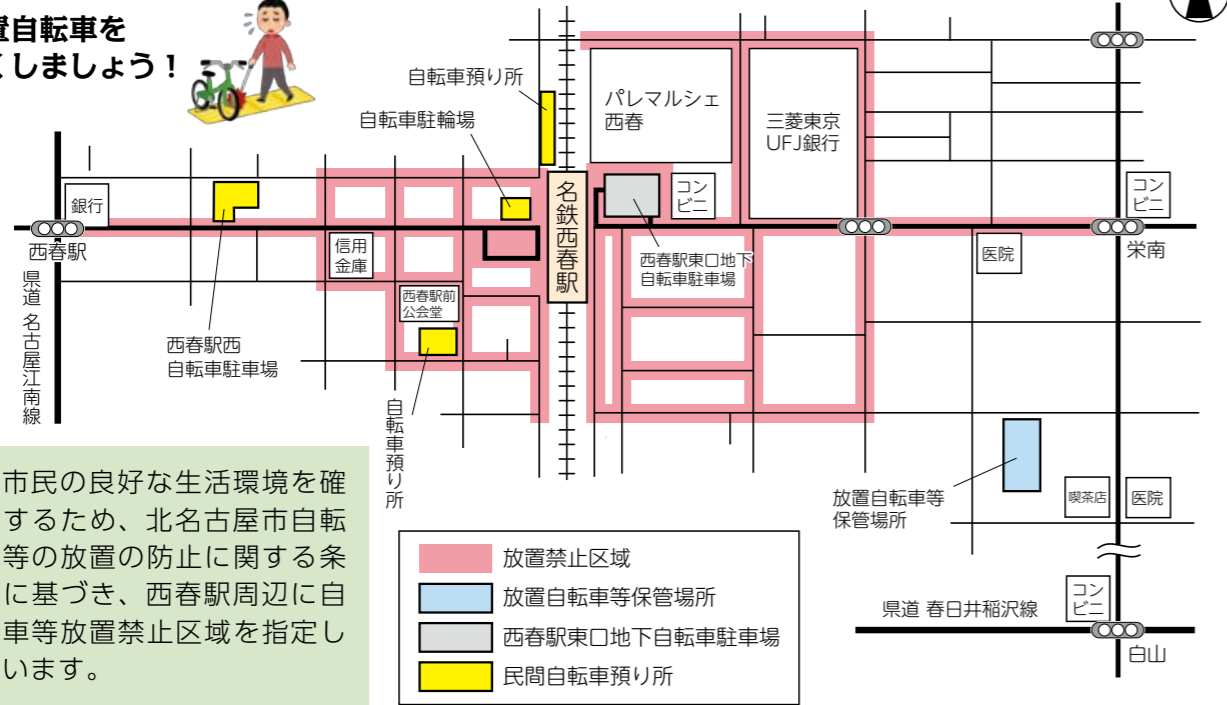 置自転車を
くしましょう！
自転車預り所
自転車駐輪場
パレマルシェ
西春
三菱東京
UFJ銀行
銀行
西春駅
県道 名古屋江南線
信用
金庫
西春駅前
公会堂
西春駅西
自転車駐車場
自転車預り所
名鉄西春駅
コン
ビニ
西春駅東口地下
自転車駐車場
コン
ビニ
医院
栄南
放置自転車等
保管場所
喫茶店
医院
コン
ビニ
県道 春日井稲沢線
白山
市民の良好な生活環境を確
するため、北名古屋市自転
等の放置の防止に関する条
に基づき、西春駅周辺に自
車等放置禁止区域を指定し
います。
放置禁止区域
放置自転車等保管場所
西春駅東口地下自転車駐車場
民間自転車預り所